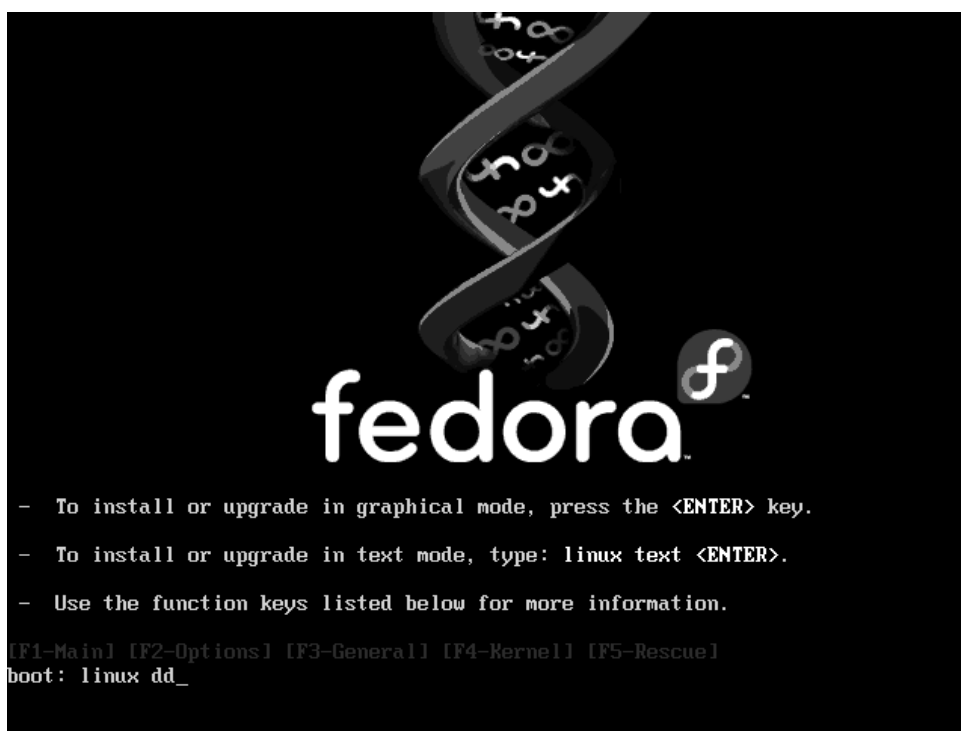 fedora™
-  To install or upgrade in graphical mode, press the <ENTER> key.
-  To install or upgrade in text mode, type: linux text <ENTER>.
-  Use the function keys listed below for more information.
[F1-Main] [F2-Options] [F3-General] [F4-Kernel] [F5-Rescue]
boot: linux dd_